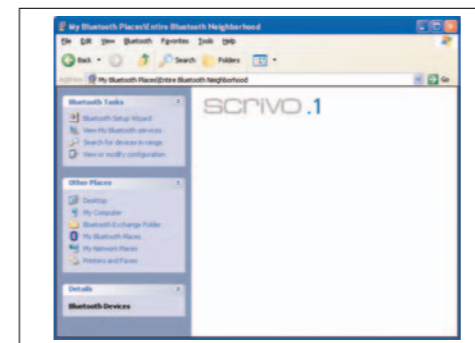 My Bluetooth Places\Entire Bluetooth Neighborhood
File Edit View Bluetooth Favorites Tools Help
Back Search Folders
Address My Bluetooth Places\Entire Bluetooth Neighborhood Go
Bluetooth Tasks
Bluetooth Setup Wizard
View My Bluetooth services
Search for devices in range
View or modify configuration
Other Places
Desktop
My Computer
Bluetooth Exchange Folder
My Bluetooth Places
My Network Places
Printers and Faxes
Details
Bluetooth Devices
scrivo .1